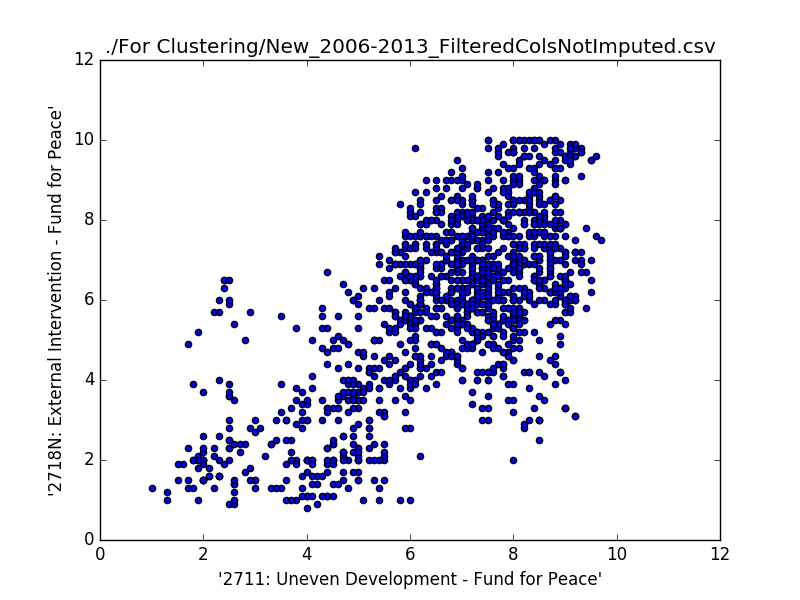 ./For Clustering/New_2006-2013_FilteredColsNotImputed.csv
12
10
8
6
4
2
0
'2718N: External Intervention - Fund for Peace'
0 2 4 6 8 10 12
'2711: Uneven Development - Fund for Peace'